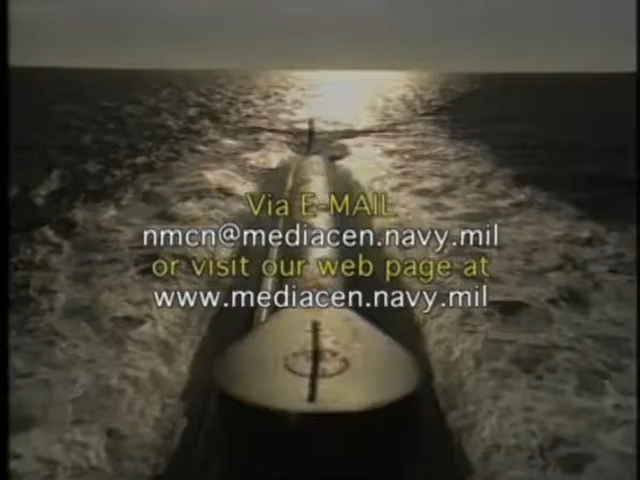 Via E-MAIL
nmcn@mediacen.navy.mil
or visit our web page at
www.mediacen.navy.mil